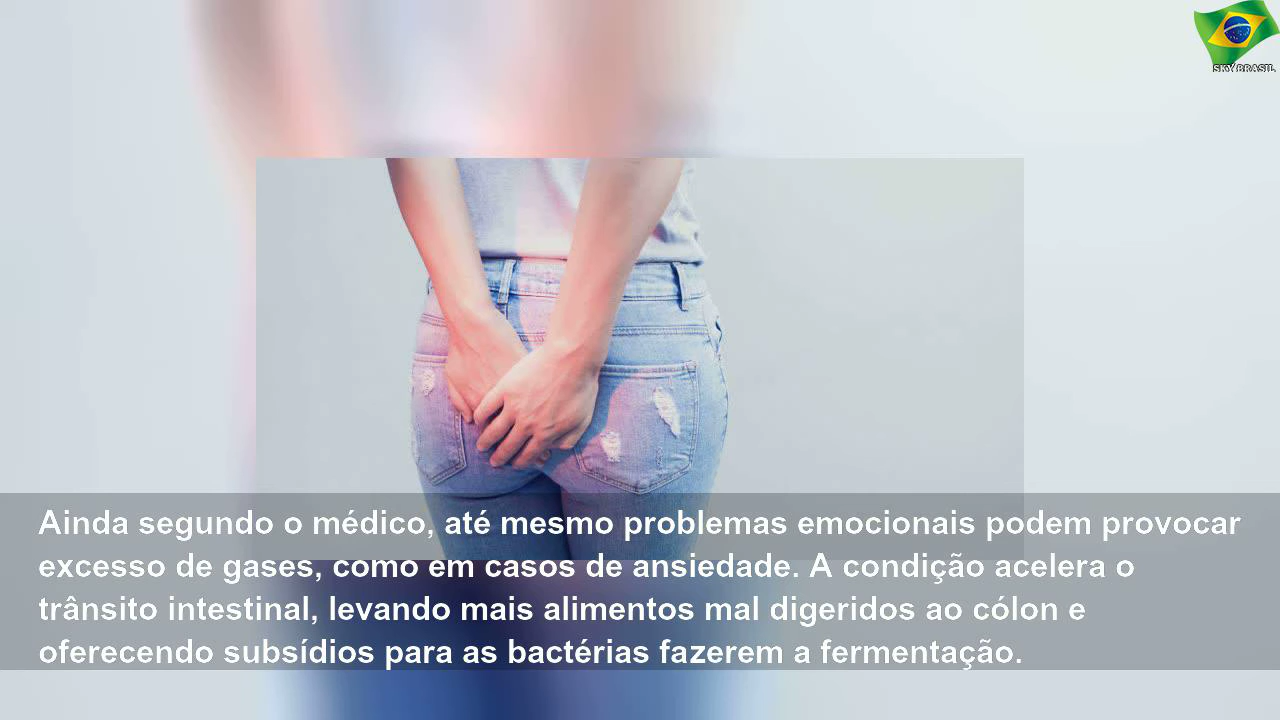 SKY BRASIL
Ainda segundo o médico, até mesmo problemas emocionais podem provocar
excesso de gases, como em casos de ansiedade. A condição acelera o
trânsito intestinal, levando mais alimentos mal digeridos ao cólon e
oferecendo subsídios para as bactérias fazerem a fermentação.